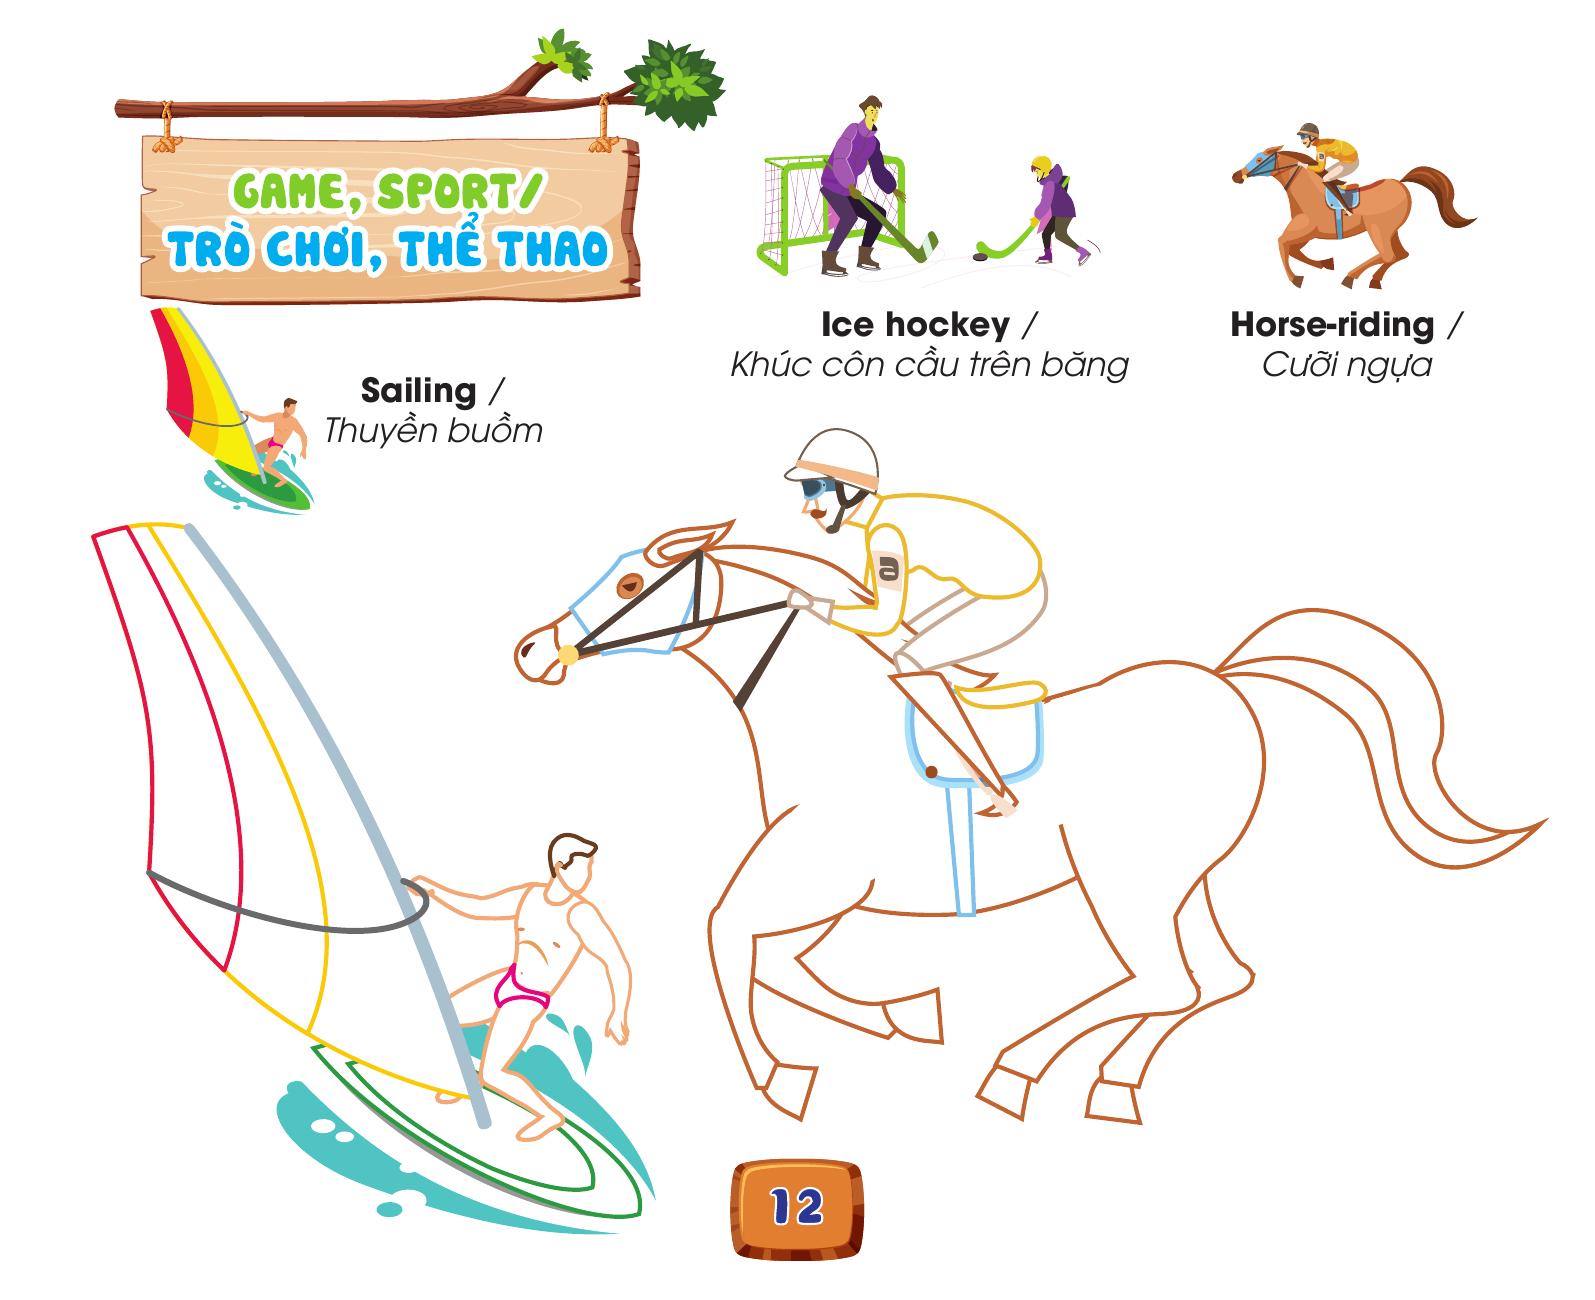 GAME, SPORT/
TRÒ CHƠI, THỂ THAO
Ice hockey /
Khúc côn cầu trên băng
Horse-riding /
Cưỡi ngựa
Sailing /
Thuyền buồm
a
12